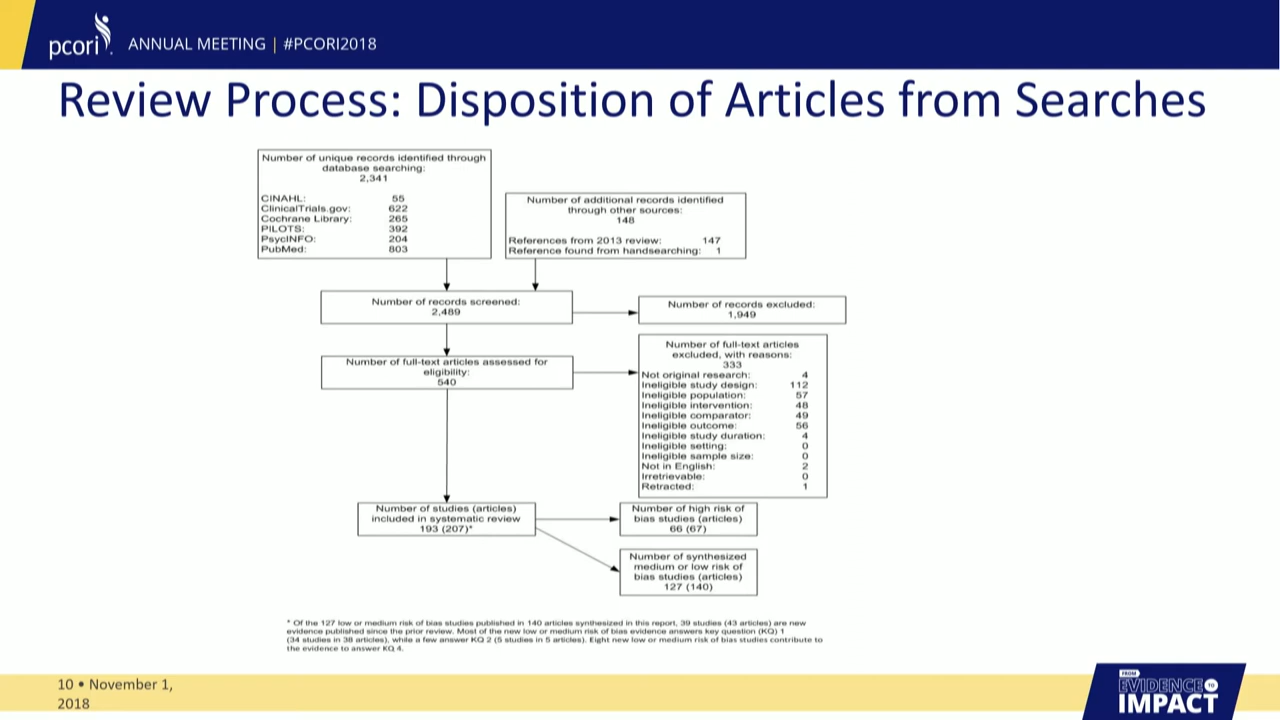 pcori
ANNUAL MEETING | #PCORI2018
Review Process: Disposition of Articles from Searches
Number of unique records identified through
database searching:
2,341
CINAHL: 55
ClinicalTrials.gov: 622
Cochrane Library: 265
PILOTS: 392
PsycINFO: 204
PubMed: 803
Number of additional records identified
through other sources:
148
References from 2013 review: 147
Reference found from handsearching: 1
Number of records screened:
2,489
Number of records excluded:
1,949
Number of full-text articles assessed for
eligibility:
540
Number of full-text articles
excluded, with reasons:
333
Not original research: 4
Ineligible study design: 112
Ineligible population: 57
Ineligible intervention: 48
Ineligible comparator: 49
Ineligible outcome: 56
Ineligible study duration: 4
Ineligible setting: 0
Ineligible sample size: 0
Not in English: 2
Irretrievable: 0
Retracted: 1
Number of studies (articles)
included in systematic review
193 (207)*
Number of high risk of
bias studies (articles)
66 (67)
Number of synthesized
medium or low risk of
bias studies (articles)
127 (140)
* Of the 127 low or medium risk of bias studies published in 140 articles synthesized in this report, 39 studies (43 articles) are new
evidence published since the prior review. Most of the new low or medium risk of bias evidence answers key question (KQ) 1
(34 studies in 38 articles), while a few answer KQ 2 (5 studies in 5 articles). Eight new low or medium risk of bias studies contribute to
the evidence to answer KQ 4.
10 • November 1,
2018
FROM
EVIDENCE TO
IMPACT